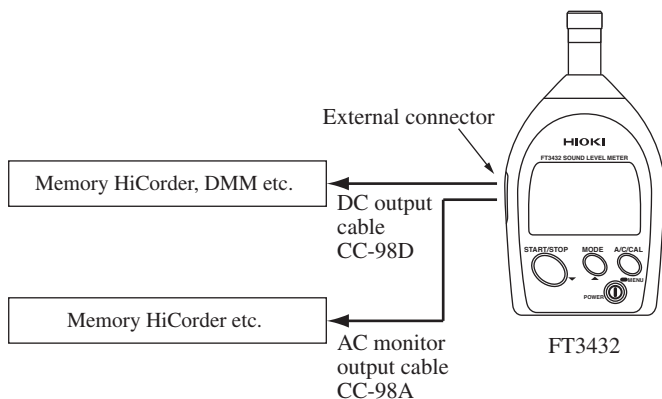 External connector
HIOKI
FT3432 SOUND LEVEL METER
Memory HiCorder, DMM etc.
DC output
cable
CC-98D
START/STOP
MODE
A/C/CAL
MENU
POWER
Memory HiCorder etc.
AC monitor
output cable
CC-98A
FT3432